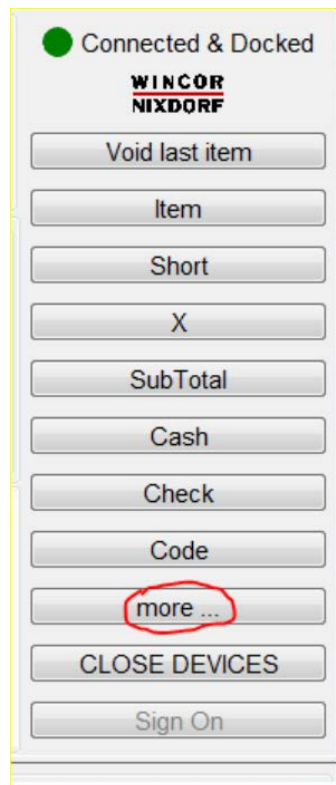 Connected & Docked
WINCOR
NIXDORF
Void last item
Item
Short
X
SubTotal
Cash
Check
Code
more ...
CLOSE DEVICES
Sign On